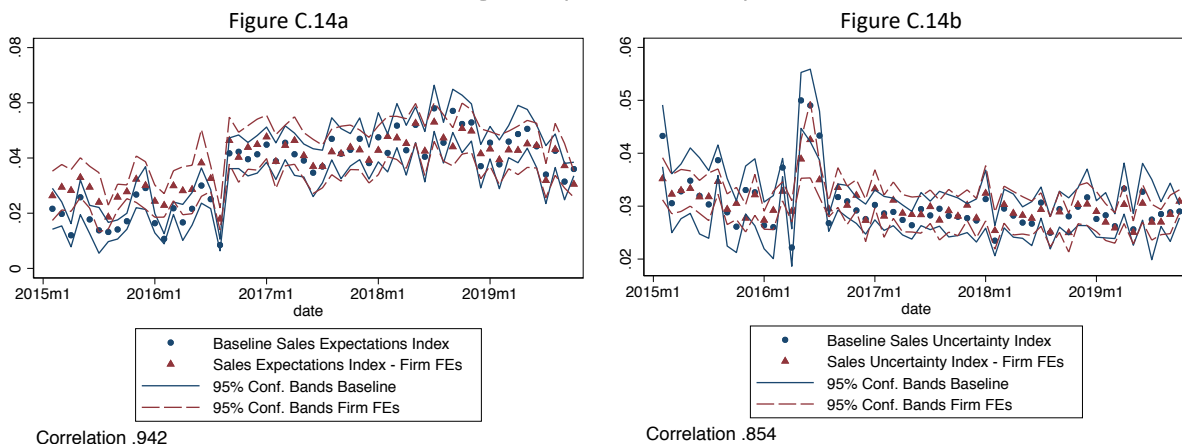 Figure C.14a
.08
.06
.04
.02
0
2015m1 2016m1 2017m1 2018m1 2019m1
date
Baseline Sales Expectations Index
Sales Expectations Index - Firm FEs
95% Conf. Bands Baseline
95% Conf. Bands Firm FEs
Correlation .942
Figure C.14b
.06
.05
.04
.03
.02
2015m1 2016m1 2017m1 2018m1 2019m1
date
Baseline Sales Uncertainty Index
Sales Uncertainty Index - Firm FEs
95% Conf. Bands Baseline
95% Conf. Bands Firm FEs
Correlation .854